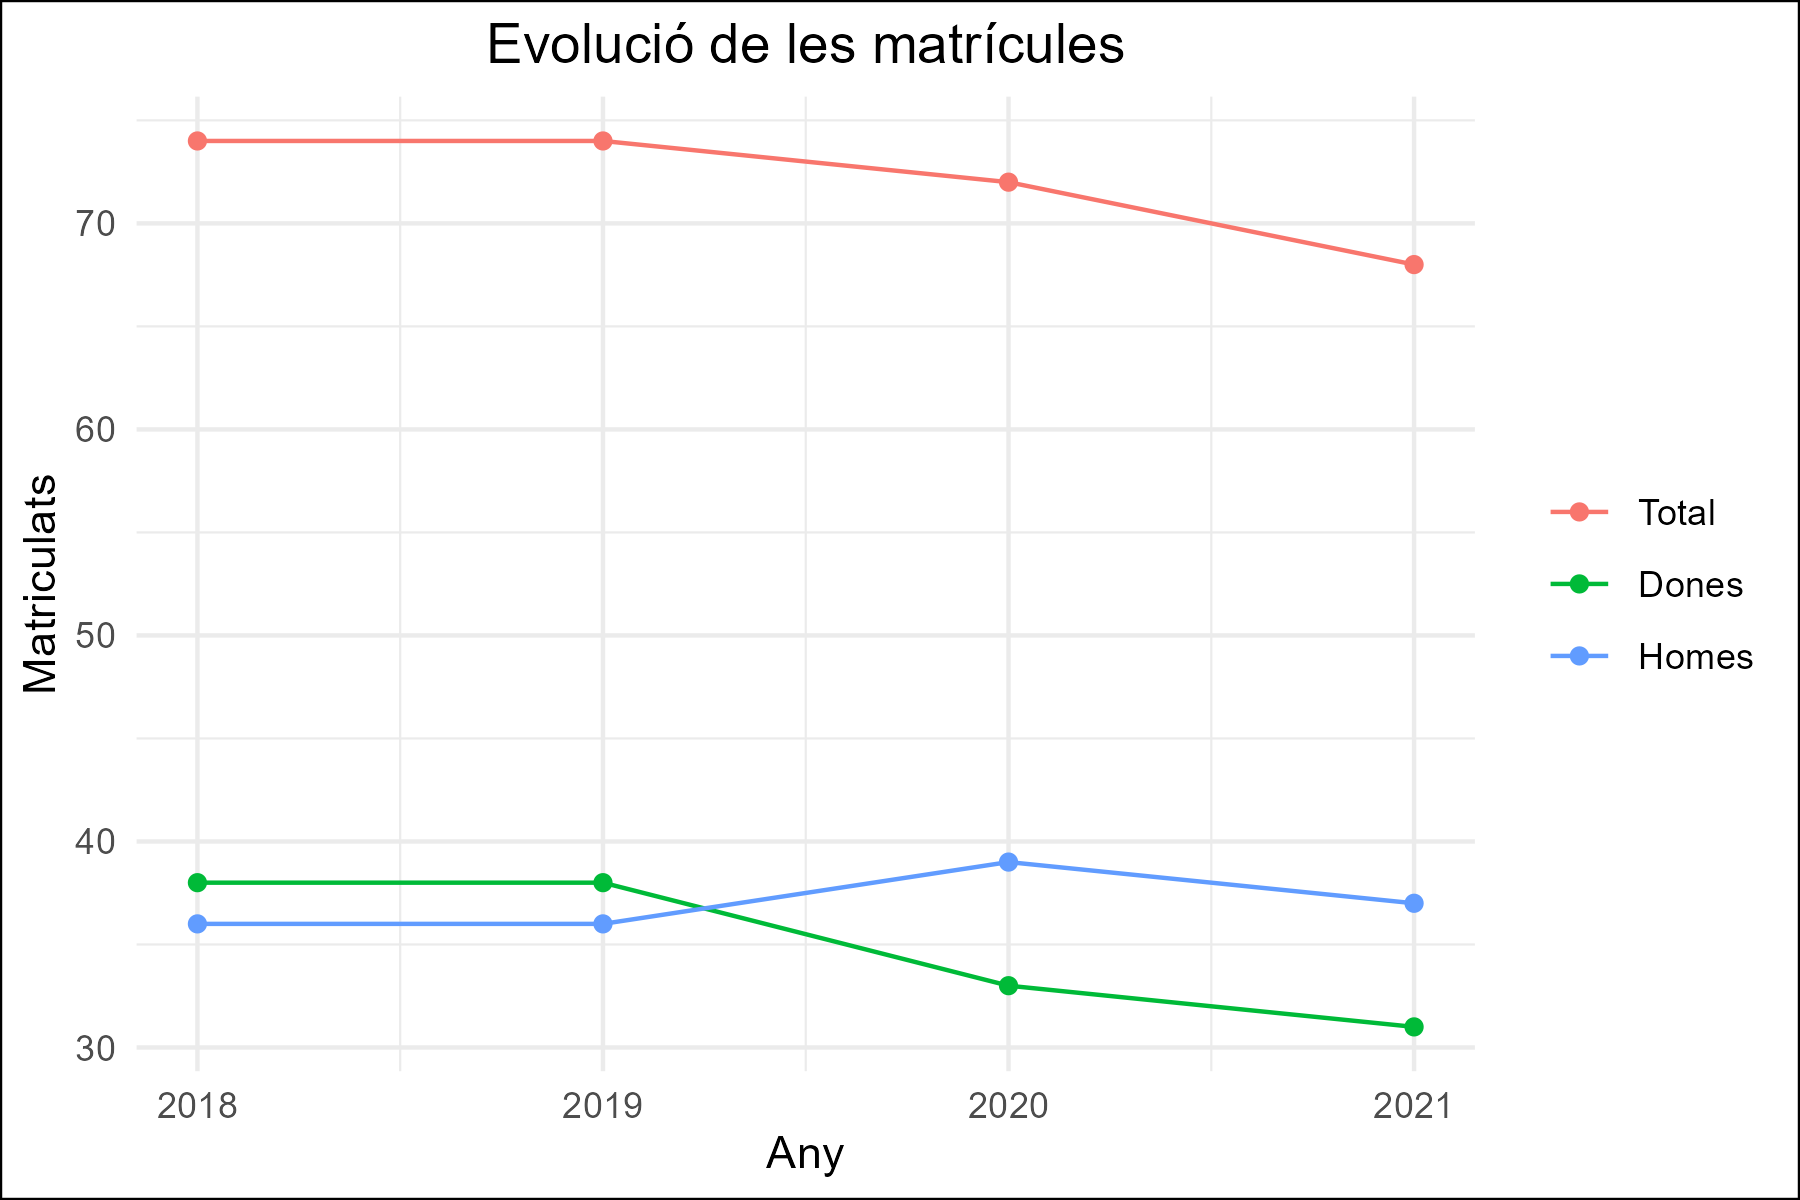 Evolució de les matrícules
Matriculats
70
60
50
40
30
2018 2019 2020 2021
Any
Total
Dones
Homes